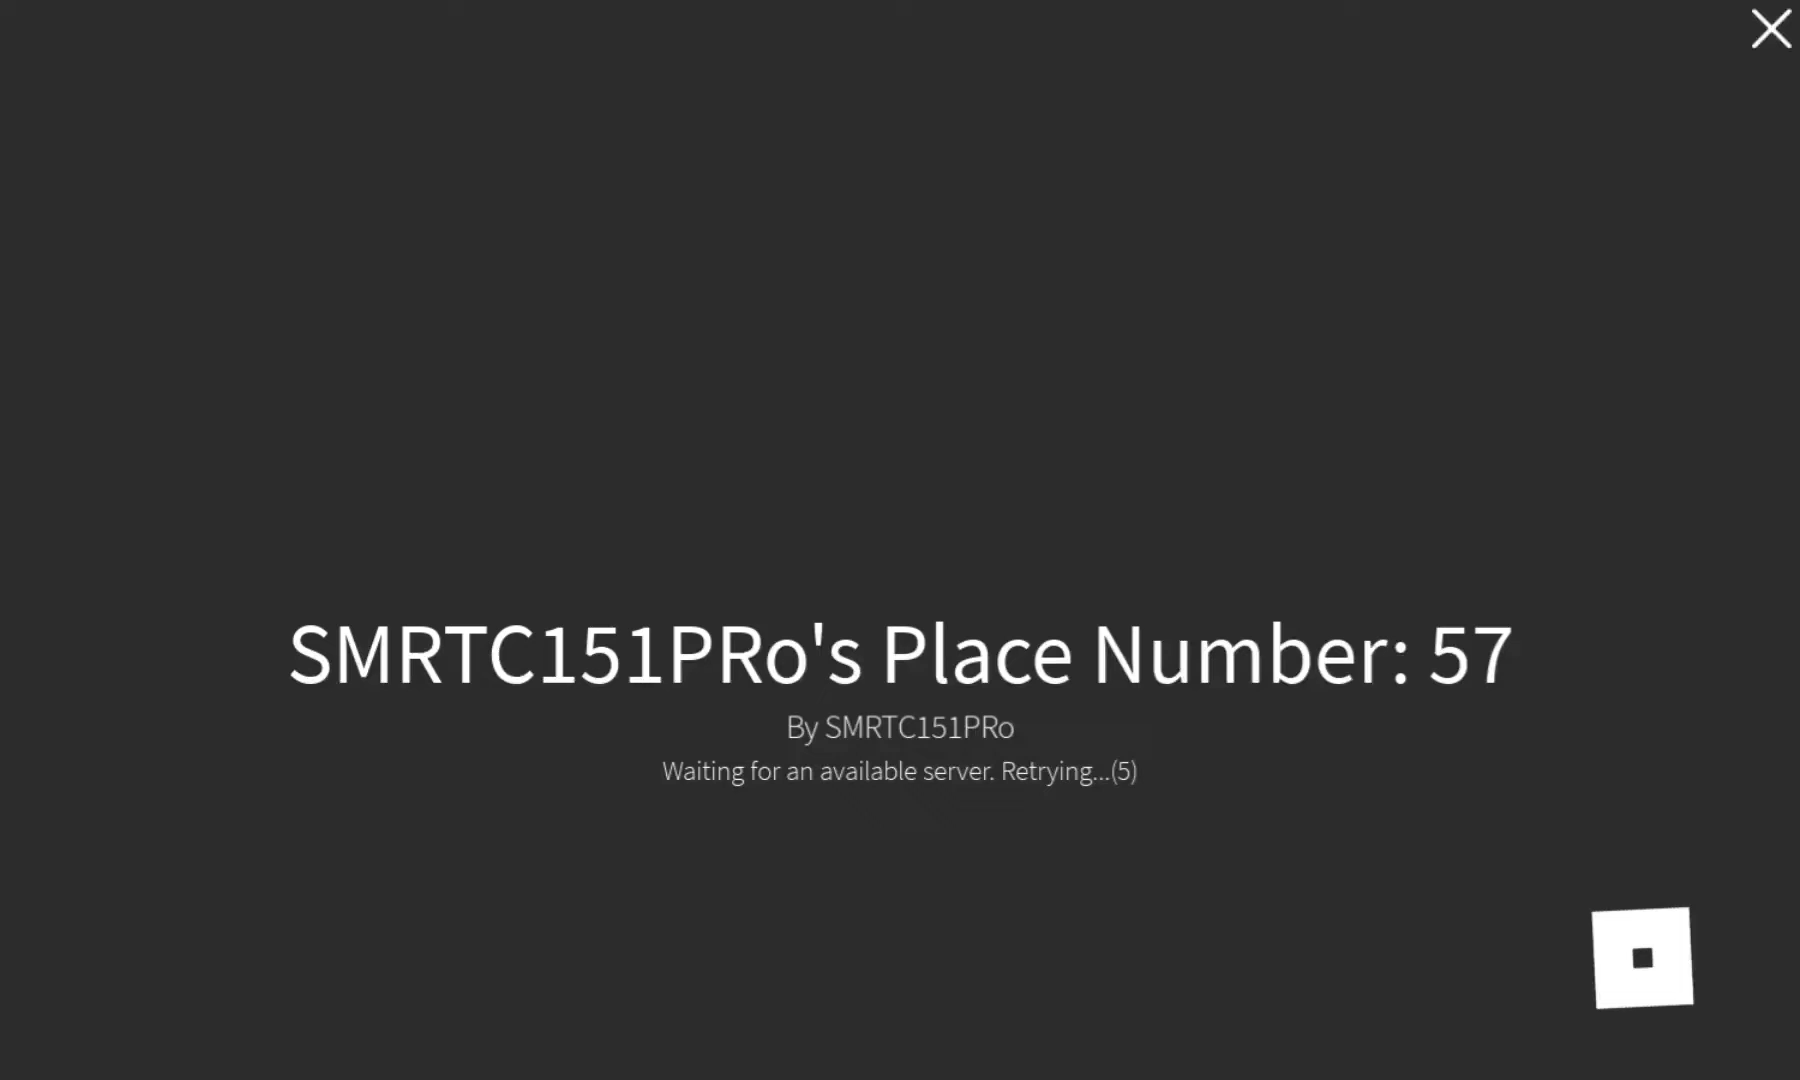 SMRTC151PRo's Place Number: 57
By SMRTC151PRo
Waiting for an available server. Retrying...(5)